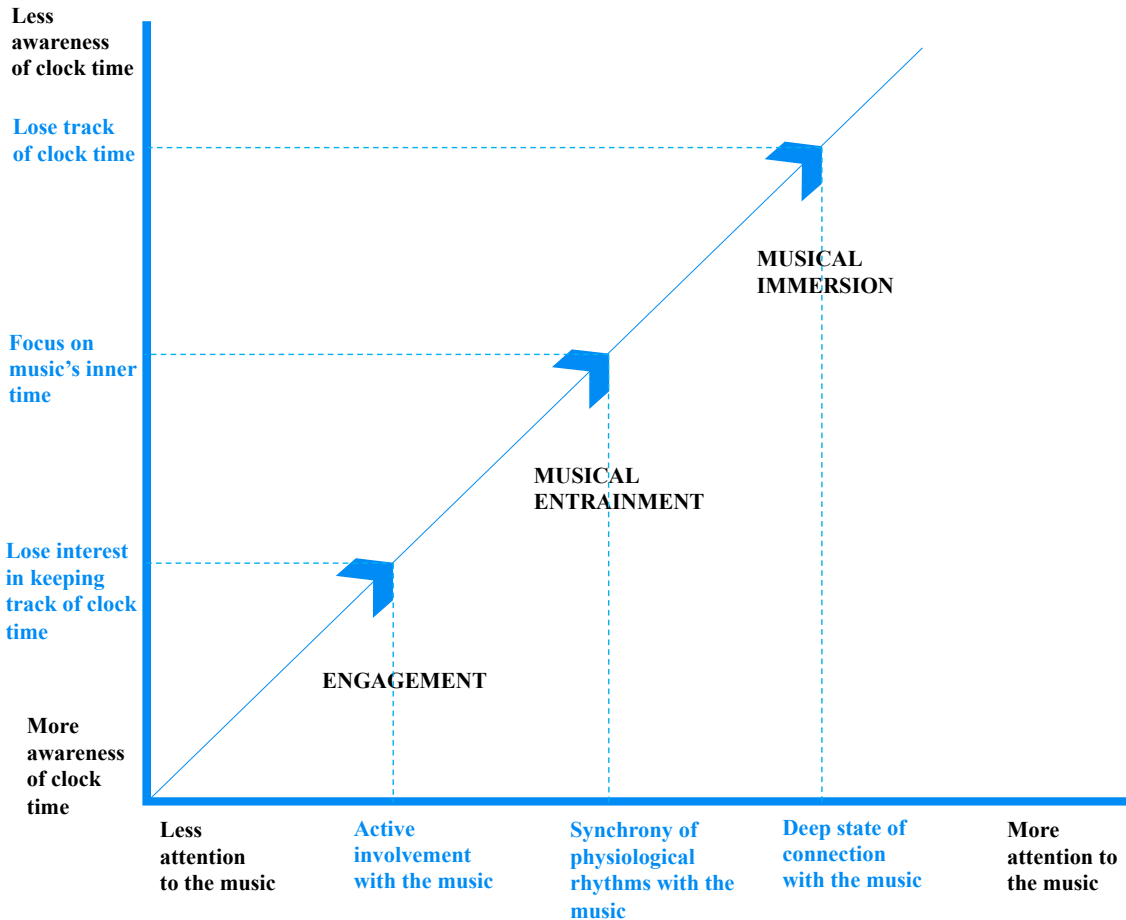 Less
awareness
of clock time
Lose track
of clock time
MUSICAL
IMMERSION
Focus on
music’s inner
time
MUSICAL
ENTRAINMENT
Lose interest
in keeping
track of clock
time
ENGAGEMENT
More
awareness
of clock
time
Less
attention
to the music
Active
involvement
with the music
Synchrony of
physiological
rhythms with the
music
Deep state of
connection
with the music
More
attention to
the music